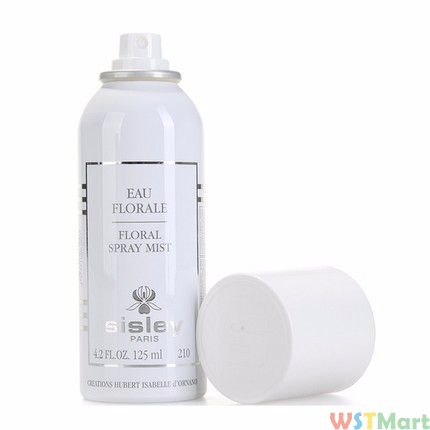 EAU
FLORALE
FLORAL
SPRAY MIST
sisley
PARIS
4.2 FL.OZ. 125 ml 210
CREATIONS HUBERT ISABELLE d'ORNANO
WSTMart